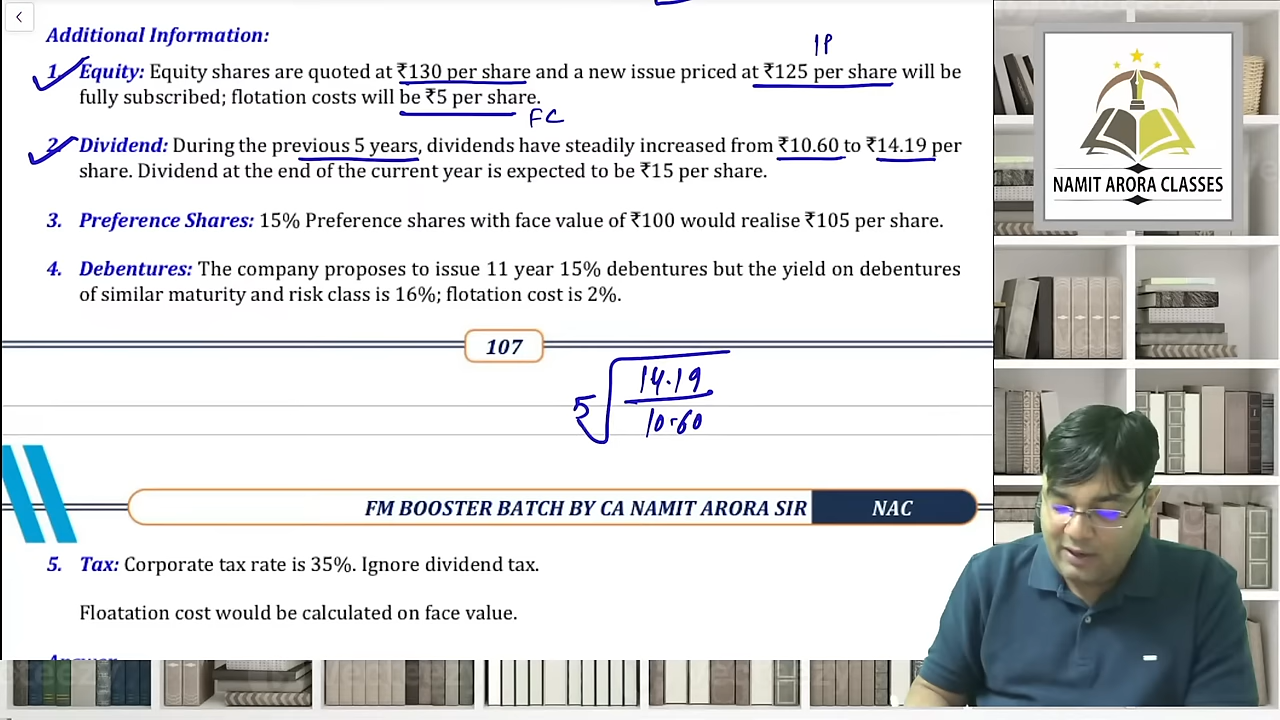 Additional Information:
IP
1. Equity: Equity shares are quoted at ₹130 per share and a new issue priced at ₹125 per share will be
fully subscribed; flotation costs will be ₹5 per share.
FC
2. Dividend: During the previous 5 years, dividends have steadily increased from ₹10.60 to ₹14.19 per
share. Dividend at the end of the current year is expected to be ₹15 per share.
3. Preference Shares: 15% Preference shares with face value of ₹100 would realise ₹105 per share.
4. Debentures: The company proposes to issue 11 year 15% debentures but the yield on debentures
of similar maturity and risk class is 16%; flotation cost is 2%.
107
5
14.19
10.60
FM BOOSTER BATCH BY CA NAMIT ARORA SIR NAC
5. Tax: Corporate tax rate is 35%. Ignore dividend tax.
Floatation cost would be calculated on face value.
NAMIT ARORA CLASSES